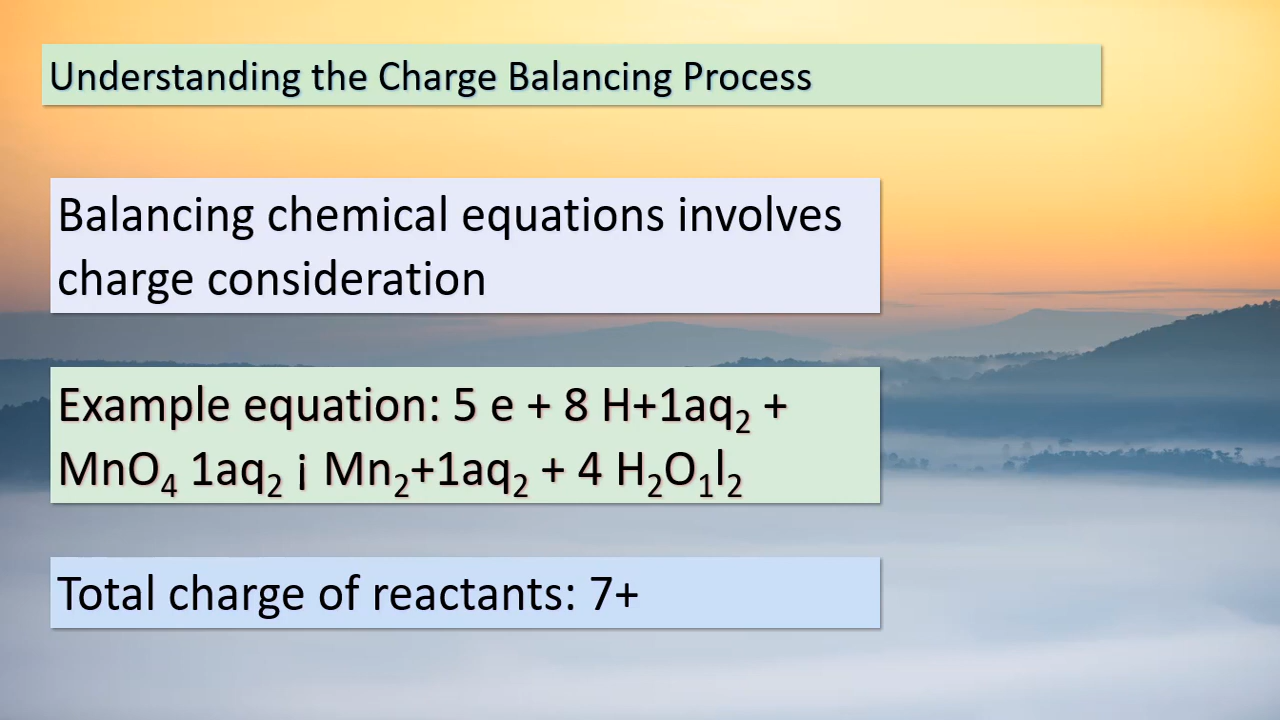 Understanding the Charge Balancing Process
Balancing chemical equations involves
charge consideration
Example equation: 5 e + 8 H+1aq₂ +
MnO₄ 1aq₂ ¡ Mn₂+1aq₂ + 4 H₂O₁l₂
Total charge of reactants: 7+